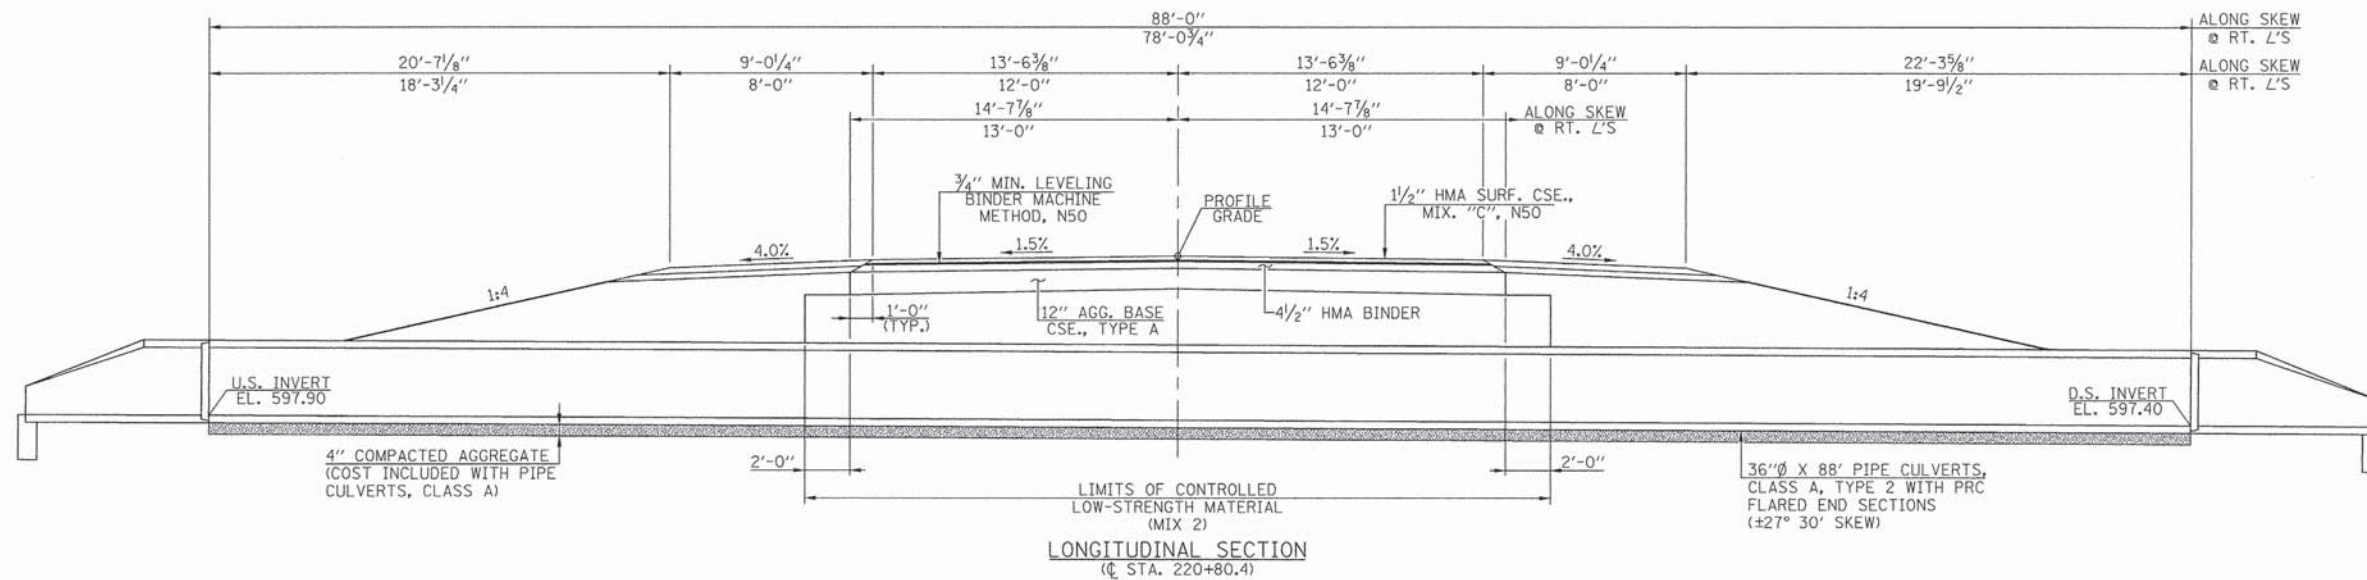 88'-0"
78'-0¾"
ALONG SKEW
@ RT. ∠'S
20'-7⅛"
18'-3¼"
9'-0¼"
8'-0"
13'-6⅜"
12'-0"
13'-6⅜"
12'-0"
9'-0¼"
8'-0"
22'-3⅝"
19'-9½"
ALONG SKEW
@ RT. ∠'S
14'-7⅞"
13'-0"
14'-7⅞"
13'-0"
ALONG SKEW
@ RT. ∠'S
¾" MIN. LEVELING
BINDER MACHINE
METHOD, N50
PROFILE
GRADE
1½" HMA SURF. CSE.,
MIX. "C", N50
4.0%
1.5%
1.5%
4.0%
1:4
1:4
1'-0"
(TYP.)
12" AGG. BASE
CSE., TYPE A
4½" HMA BINDER
U.S. INVERT
EL. 597.90
D.S. INVERT
EL. 597.40
4" COMPACTED AGGREGATE
(COST INCLUDED WITH PIPE
CULVERTS, CLASS A)
2'-0"
2'-0"
LIMITS OF CONTROLLED
LOW-STRENGTH MATERIAL
(MIX 2)
36"Ø X 88' PIPE CULVERTS,
CLASS A, TYPE 2 WITH PRC
FLARED END SECTIONS
(±27° 30' SKEW)
LONGITUDINAL SECTION
(℄ STA. 220+80.4)